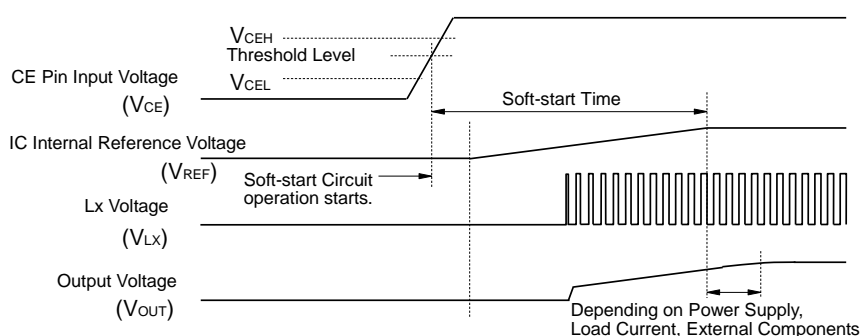 VCEH
Threshold Level
VCEL
CE Pin Input Voltage
(VCE)
Soft-start Time
IC Internal Reference Voltage
(VREF)
Soft-start Circuit
operation starts.
Lx Voltage
(VLX)
Output Voltage
(VOUT)
Depending on Power Supply,
Load Current, External Components